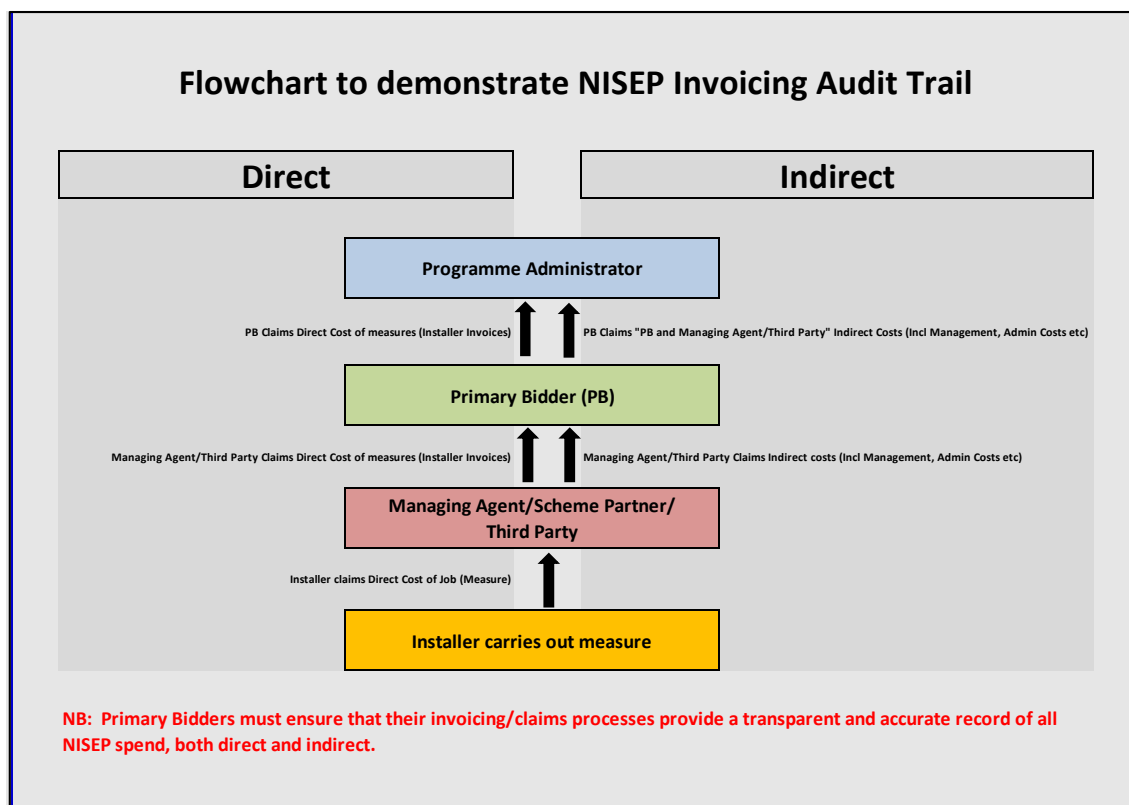 Flowchart to demonstrate NISEP Invoicing Audit Trail
Direct
Indirect
Programme Administrator
PB Claims Direct Cost of measures (Installer Invoices)
PB Claims "PB and Managing Agent/Third Party" Indirect Costs (Incl Management, Admin Costs etc)
Primary Bidder (PB)
Managing Agent/Third Party Claims Direct Cost of measures (Installer Invoices)
Managing Agent/Third Party Claims Indirect costs (Incl Management, Admin Costs etc)
Managing Agent/Scheme Partner/
Third Party
Installer claims Direct Cost of Job (Measure)
Installer carries out measure
NB:  Primary Bidders must ensure that their invoicing/claims processes provide a transparent and accurate record of all
NISEP spend, both direct and indirect.